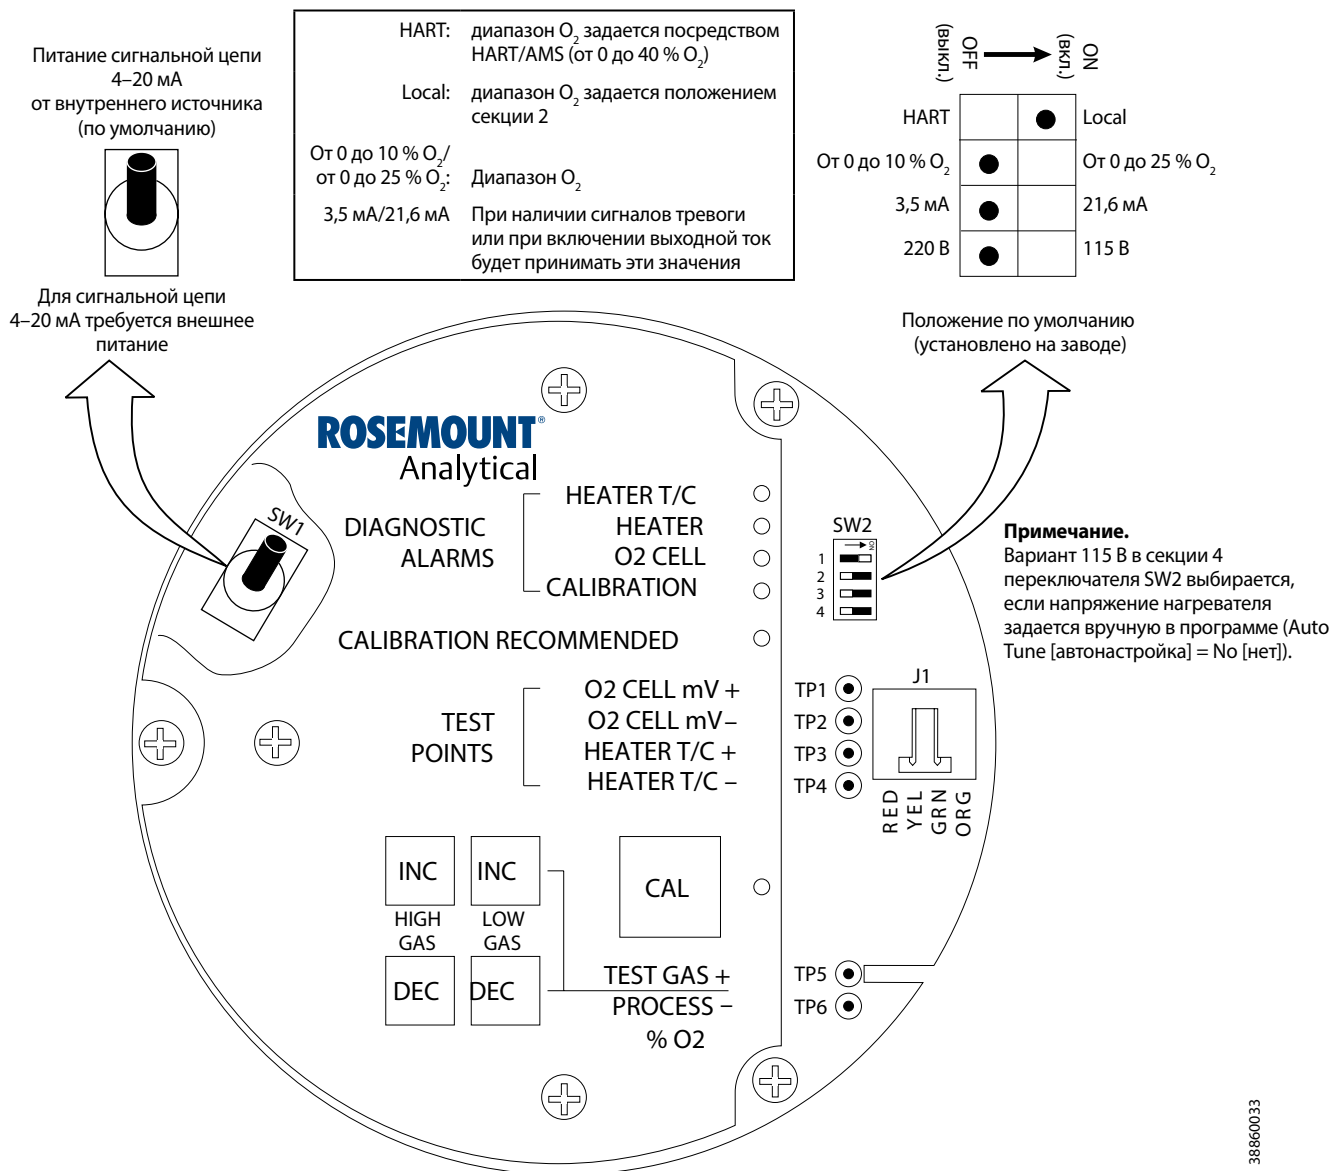 Питание сигнальной цепи
4–20 мА
от внутреннего источника
(по умолчанию)
Для сигнальной цепи
4–20 мА требуется внешнее
питание
HART: диапазон O2 задается посредством
HART/AMS (от 0 до 40 % O2)
Local: диапазон O2 задается положением
секции 2
От 0 до 10 % O2/
от 0 до 25 % O2: Диапазон O2
3,5 мА/21,6 мА При наличии сигналов тревоги
или при включении выходной ток
будет принимать эти значения
OFF
(выкл.)
ON
(вкл.)
HART Local
От 0 до 10 % O2 От 0 до 25 % O2
3,5 мА 21,6 мА
220 В 115 В
Положение по умолчанию
(установлено на заводе)
ROSEMOUNT®
Analytical
SW1
DIAGNOSTIC
ALARMS
HEATER T/C
HEATER
O2 CELL
CALIBRATION
CALIBRATION RECOMMENDED
SW2
ON
1
2
3
4
Примечание.
Вариант 115 В в секции 4
переключателя SW2 выбирается,
если напряжение нагревателя
задается вручную в программе (Auto
Tune [автонастройка] = No [нет]).
TEST
POINTS
O2 CELL mV +
O2 CELL mV–
HEATER T/C +
HEATER T/C –
TP1
TP2
TP3
TP4
J1
RED
YEL
GRN
ORG
INC INC
HIGH
GAS
LOW
GAS
DEC DEC
CAL
TEST GAS +
PROCESS –
% O2
TP5
TP6
38860033